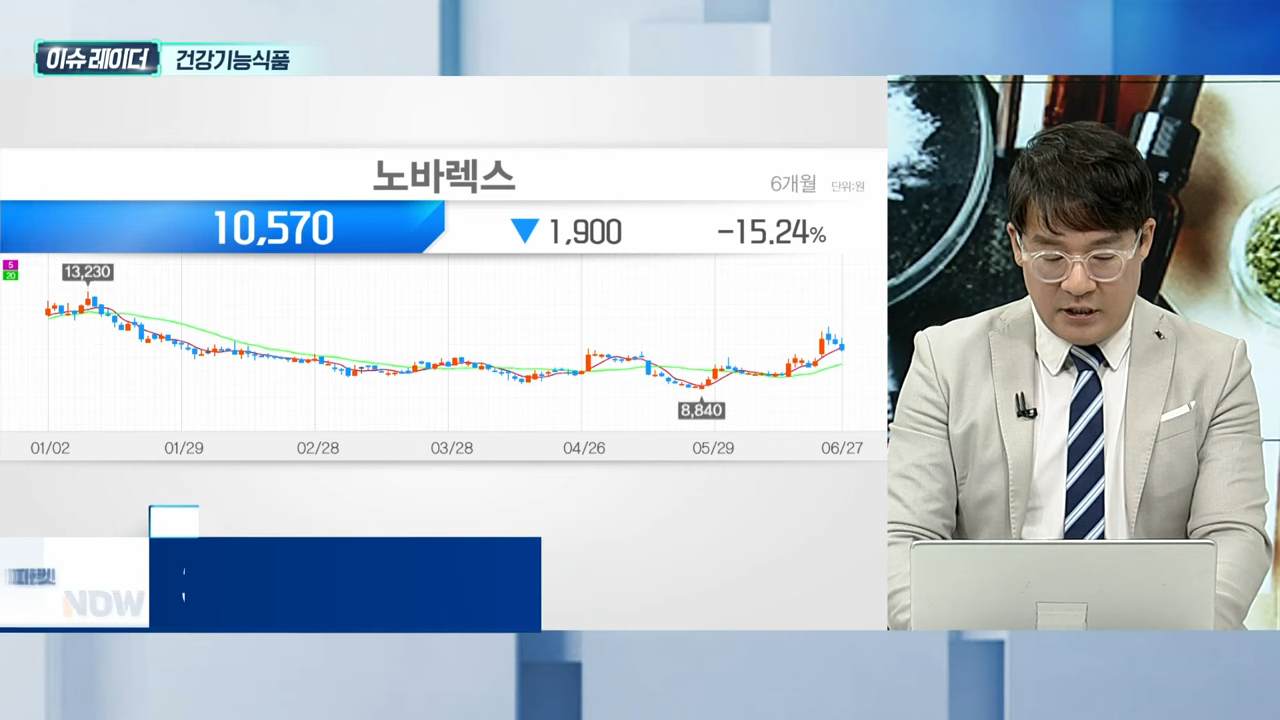 이슈 레이더 건강기능식품
노바렉스
6개월 단위:원
10,570 ▼ 1,900 -15.24%
5
20
13,230
8,840
01/02 01/29 02/28 03/28 04/26 05/29 06/27
NOW